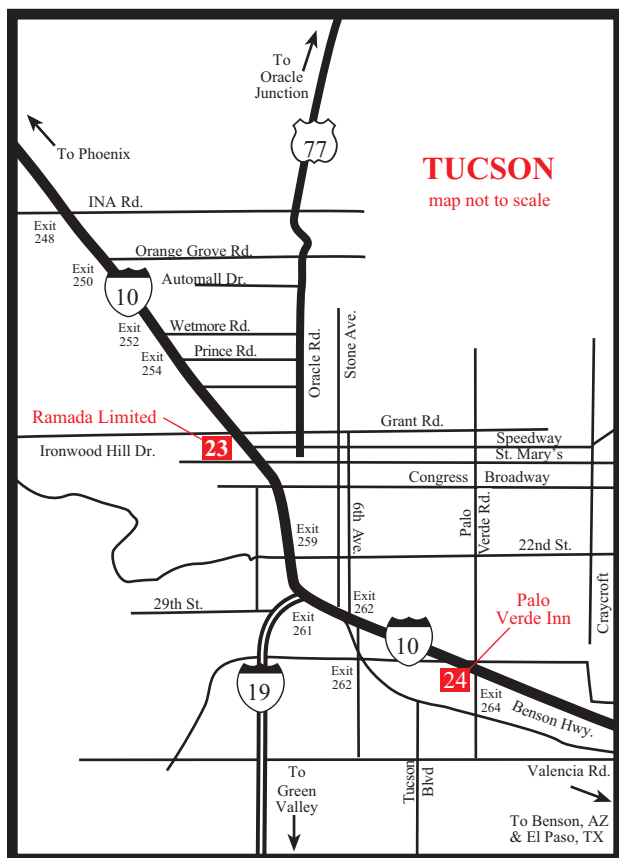 To
Oracle
Junction
77
To Phoenix
TUCSON
map not to scale
INA Rd.
Exit
248
Orange Grove Rd.
Exit
250
Automall Dr.
10
Exit
252
Wetmore Rd.
Exit
254
Prince Rd.
Oracle Rd.
Stone Ave.
Ramada Limited
23
Grant Rd.
Ironwood Hill Dr.
Speedway
St. Mary's
Congress
Broadway
Exit
259
6th Ave.
Palo
Verde Rd.
22nd St.
Craycroft
29th St.
Exit
261
Exit
262
Palo
Verde Inn
10
Exit
262
24
Exit
264
19
Benson Hwy.
To
Green
Valley
Tucson
Blvd
Valencia Rd.
To Benson, AZ
& El Paso, TX